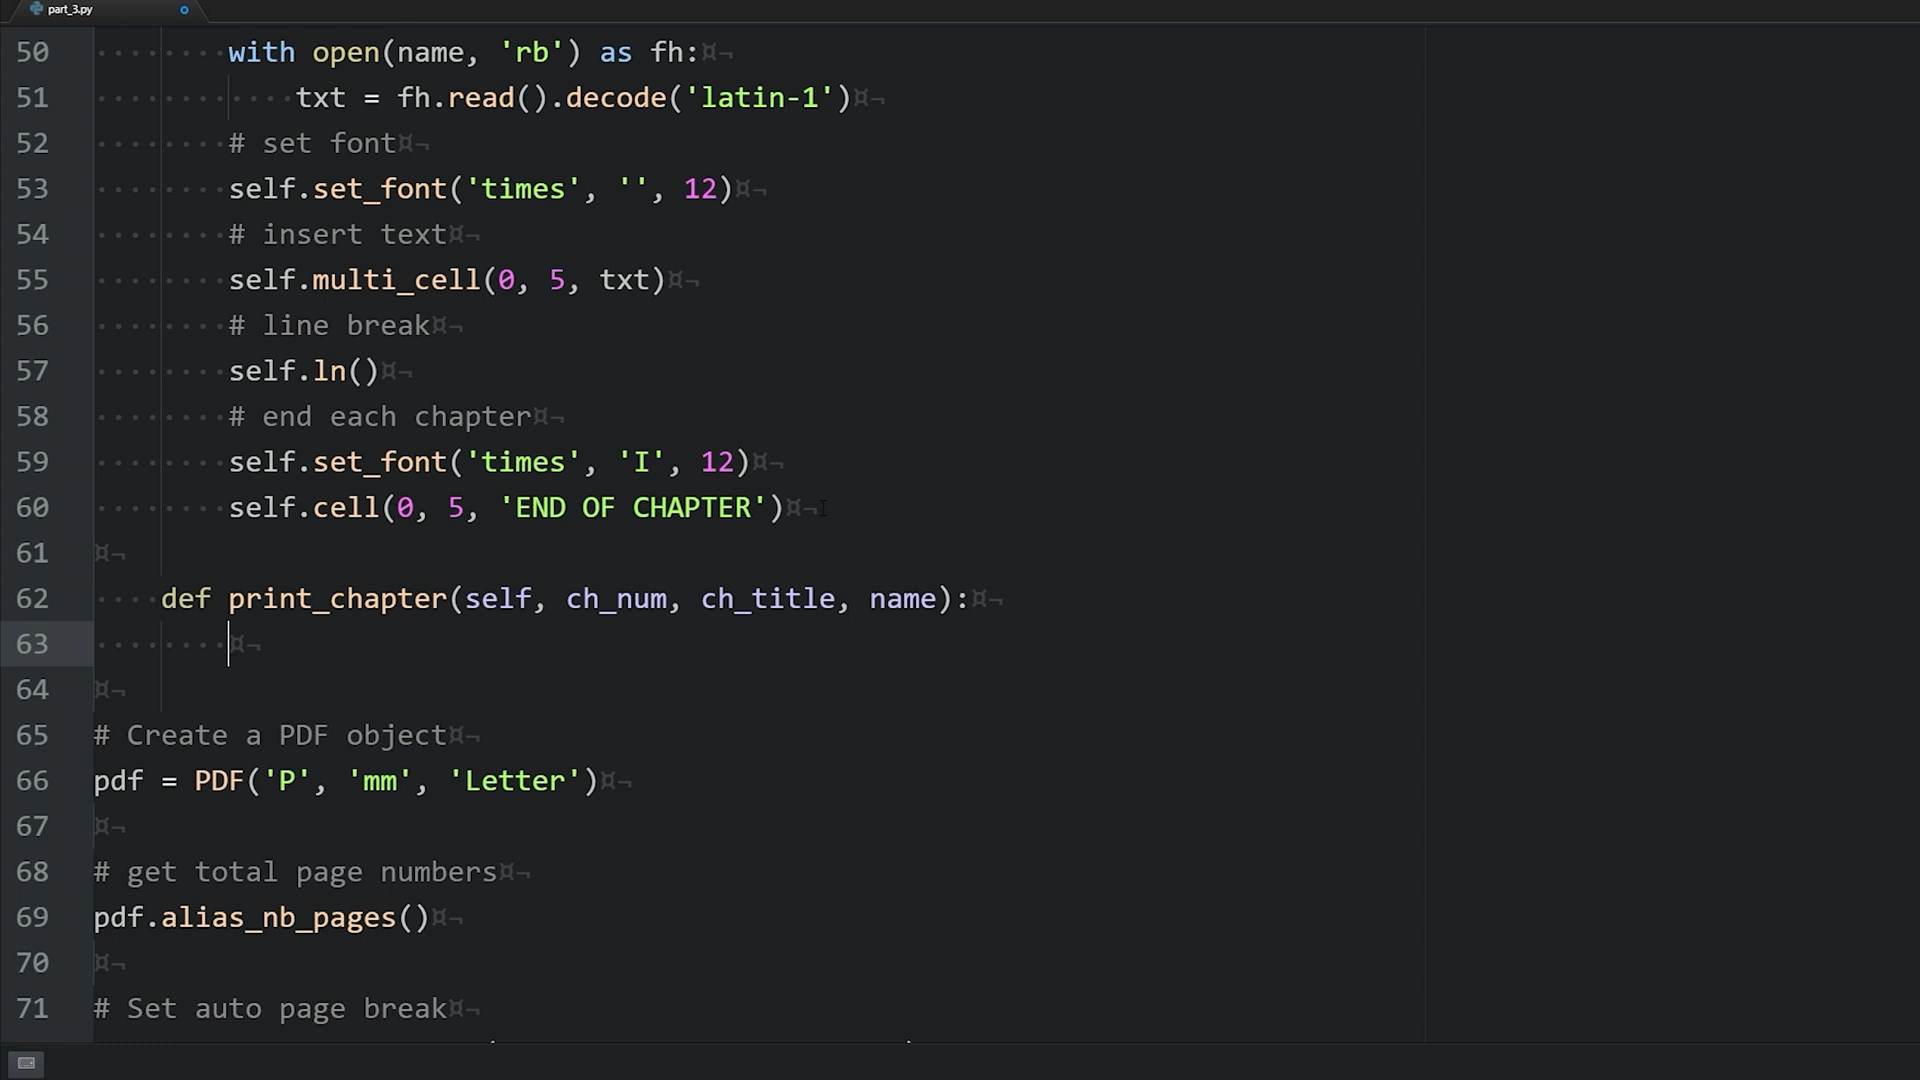 part_3.py
50 with open(name, 'rb') as fh:
51 txt = fh.read().decode('latin-1')
52 # set font
53 self.set_font('times', '', 12)
54 # insert text
55 self.multi_cell(0, 5, txt)
56 # line break
57 self.ln()
58 # end each chapter
59 self.set_font('times', 'I', 12)
60 self.cell(0, 5, 'END OF CHAPTER')
61
62 def print_chapter(self, ch_num, ch_title, name):
63
64
65 # Create a PDF object
66 pdf = PDF('P', 'mm', 'Letter')
67
68 # get total page numbers
69 pdf.alias_nb_pages()
70
71 # Set auto page break